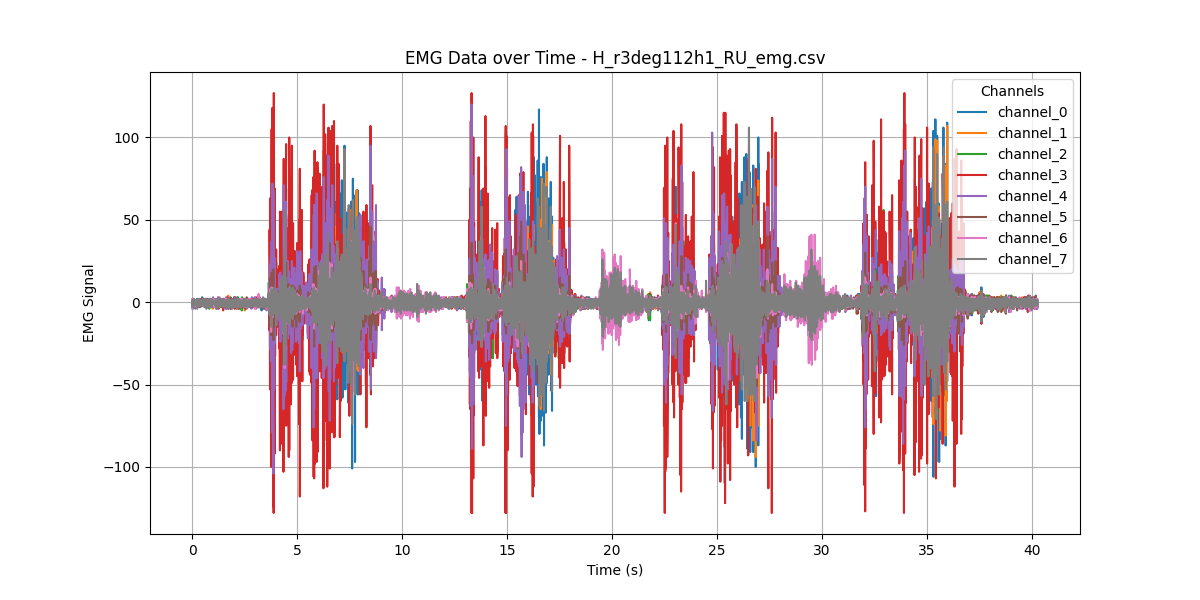 EMG Data over Time - H_r3deg112h1_RU_emg.csv
EMG Signal
100
50
0
−50
−100
Channels
channel_0
channel_1
channel_2
channel_3
channel_4
channel_5
channel_6
channel_7
0 5 10 15 20 25 30 35 40
Time (s)